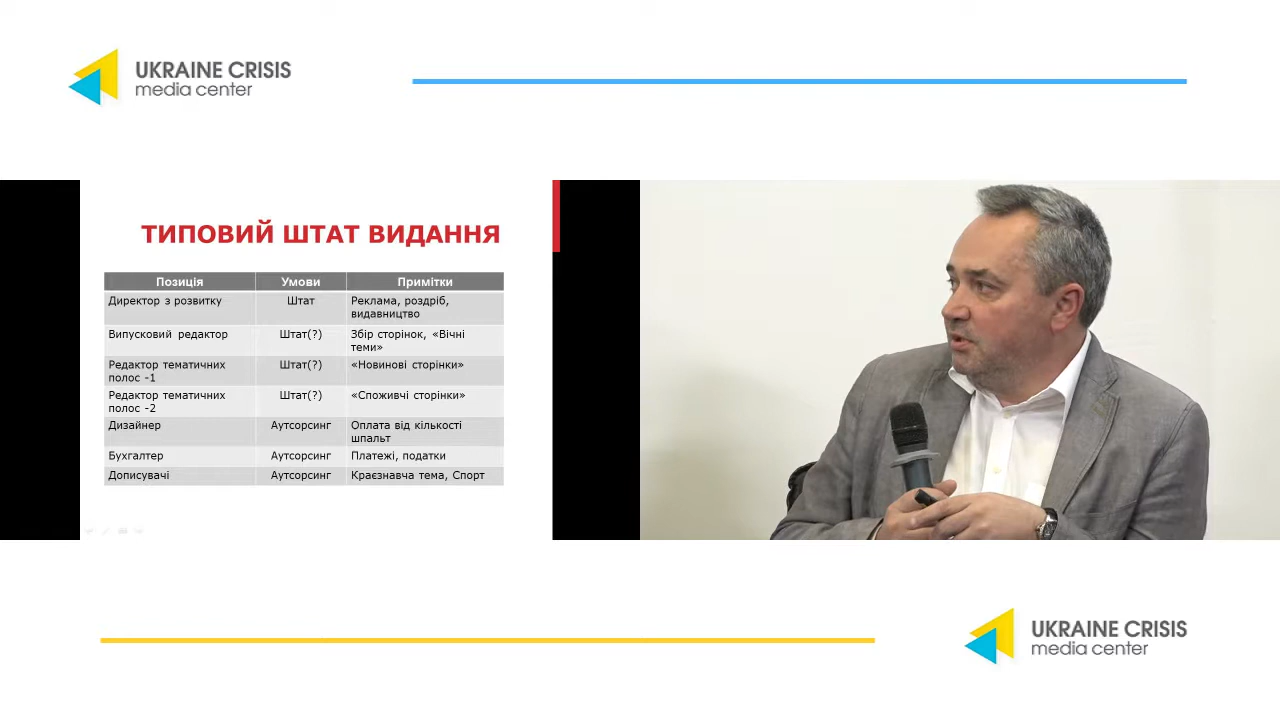 UKRAINE CRISIS
media center
ТИПОВИЙ ШТАТ ВИДАННЯ
Позиція Умови Примітки
Директор з розвитку Штат Реклама, роздріб,
видавництво
Випусковий редактор Штат(?) Збір сторінок, «Вічні
теми»
Редактор тематичних Штат(?) «Новинові сторінки»
полос -1
Редактор тематичних Штат(?) «Споживчі сторінки»
полос -2
Дизайнер Аутсорсинг Оплата від кількості
шпальт
Бухгалтер Аутсорсинг Платежі, податки
Дописувачі Аутсорсинг Краєзнавча тема, Спорт
UKRAINE CRISIS
media center